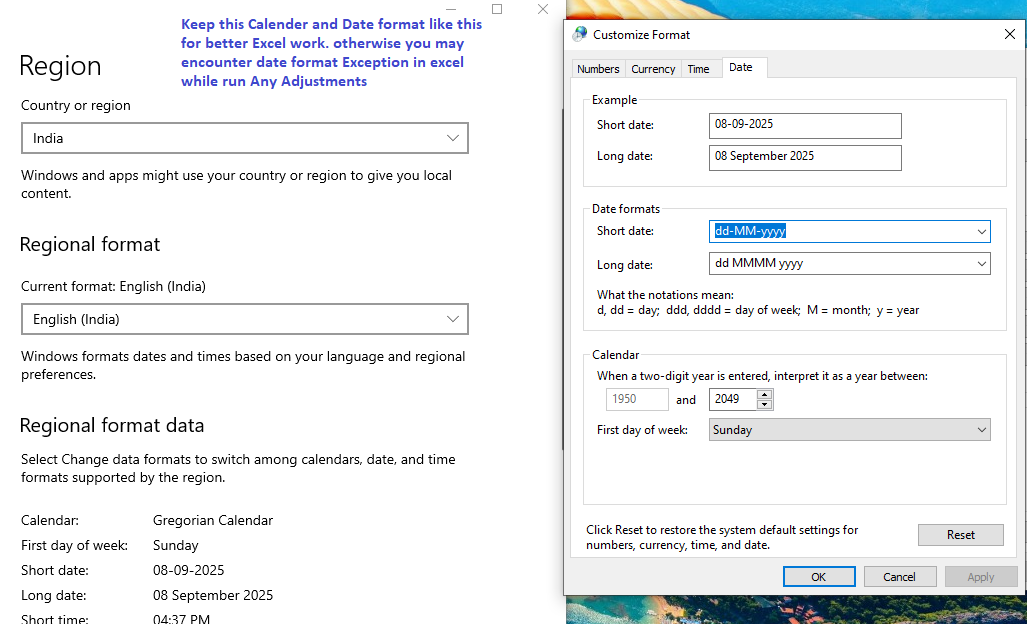 Keep this Calender and Date format like this
for better Excel work. otherwise you may
encounter date format Exception in excel
while run Any Adjustments
Region
Country or region
India
Windows and apps might use your country or region to give you local
content.
Regional format
Current format: English (India)
English (India)
Windows formats dates and times based on your language and regional
preferences.
Regional format data
Select Change data formats to switch among calendars, date, and time
formats supported by the region.
Calendar: Gregorian Calendar
First day of week: Sunday
Short date: 08-09-2025
Long date: 08 September 2025
Short time: 04:37 PM
Customize Format
Numbers Currency Time Date
Example
Short date: 08-09-2025
Long date: 08 September 2025
Date formats
Short date: dd-MM-yyyy
Long date: dd MMMM yyyy
What the notations mean:
d, dd = day; ddd, dddd = day of week; M = month; y = year
Calendar
When a two-digit year is entered, interpret it as a year between:
1950 and 2049
First day of week: Sunday
Click Reset to restore the system default settings for
numbers, currency, time, and date.
Reset
OK Cancel Apply